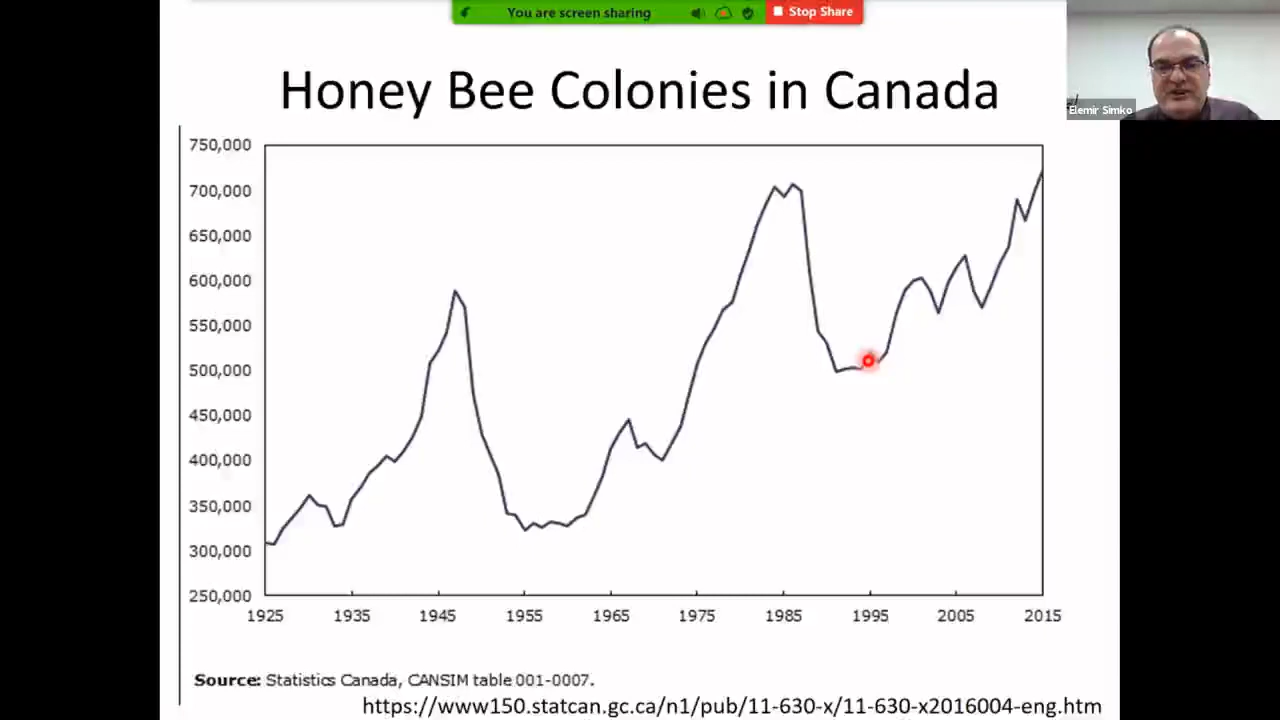 You are screen sharing
Stop Share
Elemir Simko
Honey Bee Colonies in Canada
750,000
700,000
650,000
600,000
550,000
500,000
450,000
400,000
350,000
300,000
250,000
1925 1935 1945 1955 1965 1975 1985 1995 2005 2015
Source: Statistics Canada, CANSIM table 001-0007.
https://www150.statcan.gc.ca/n1/pub/11-630-x/11-630-x2016004-eng.htm